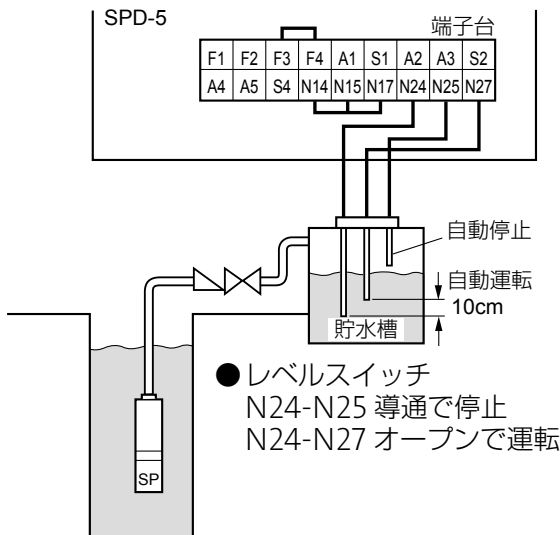 SPD-5
端子台
F1 F2 F3 F4 A1 S1 A2 A3 S2
A4 A5 S4 N14 N15 N17 N24 N25 N27
自動停止
自動運転
10cm
貯水槽
●レベルスイッチ
N24-N25 導通で停止
N24-N27 オープンで運転
SP